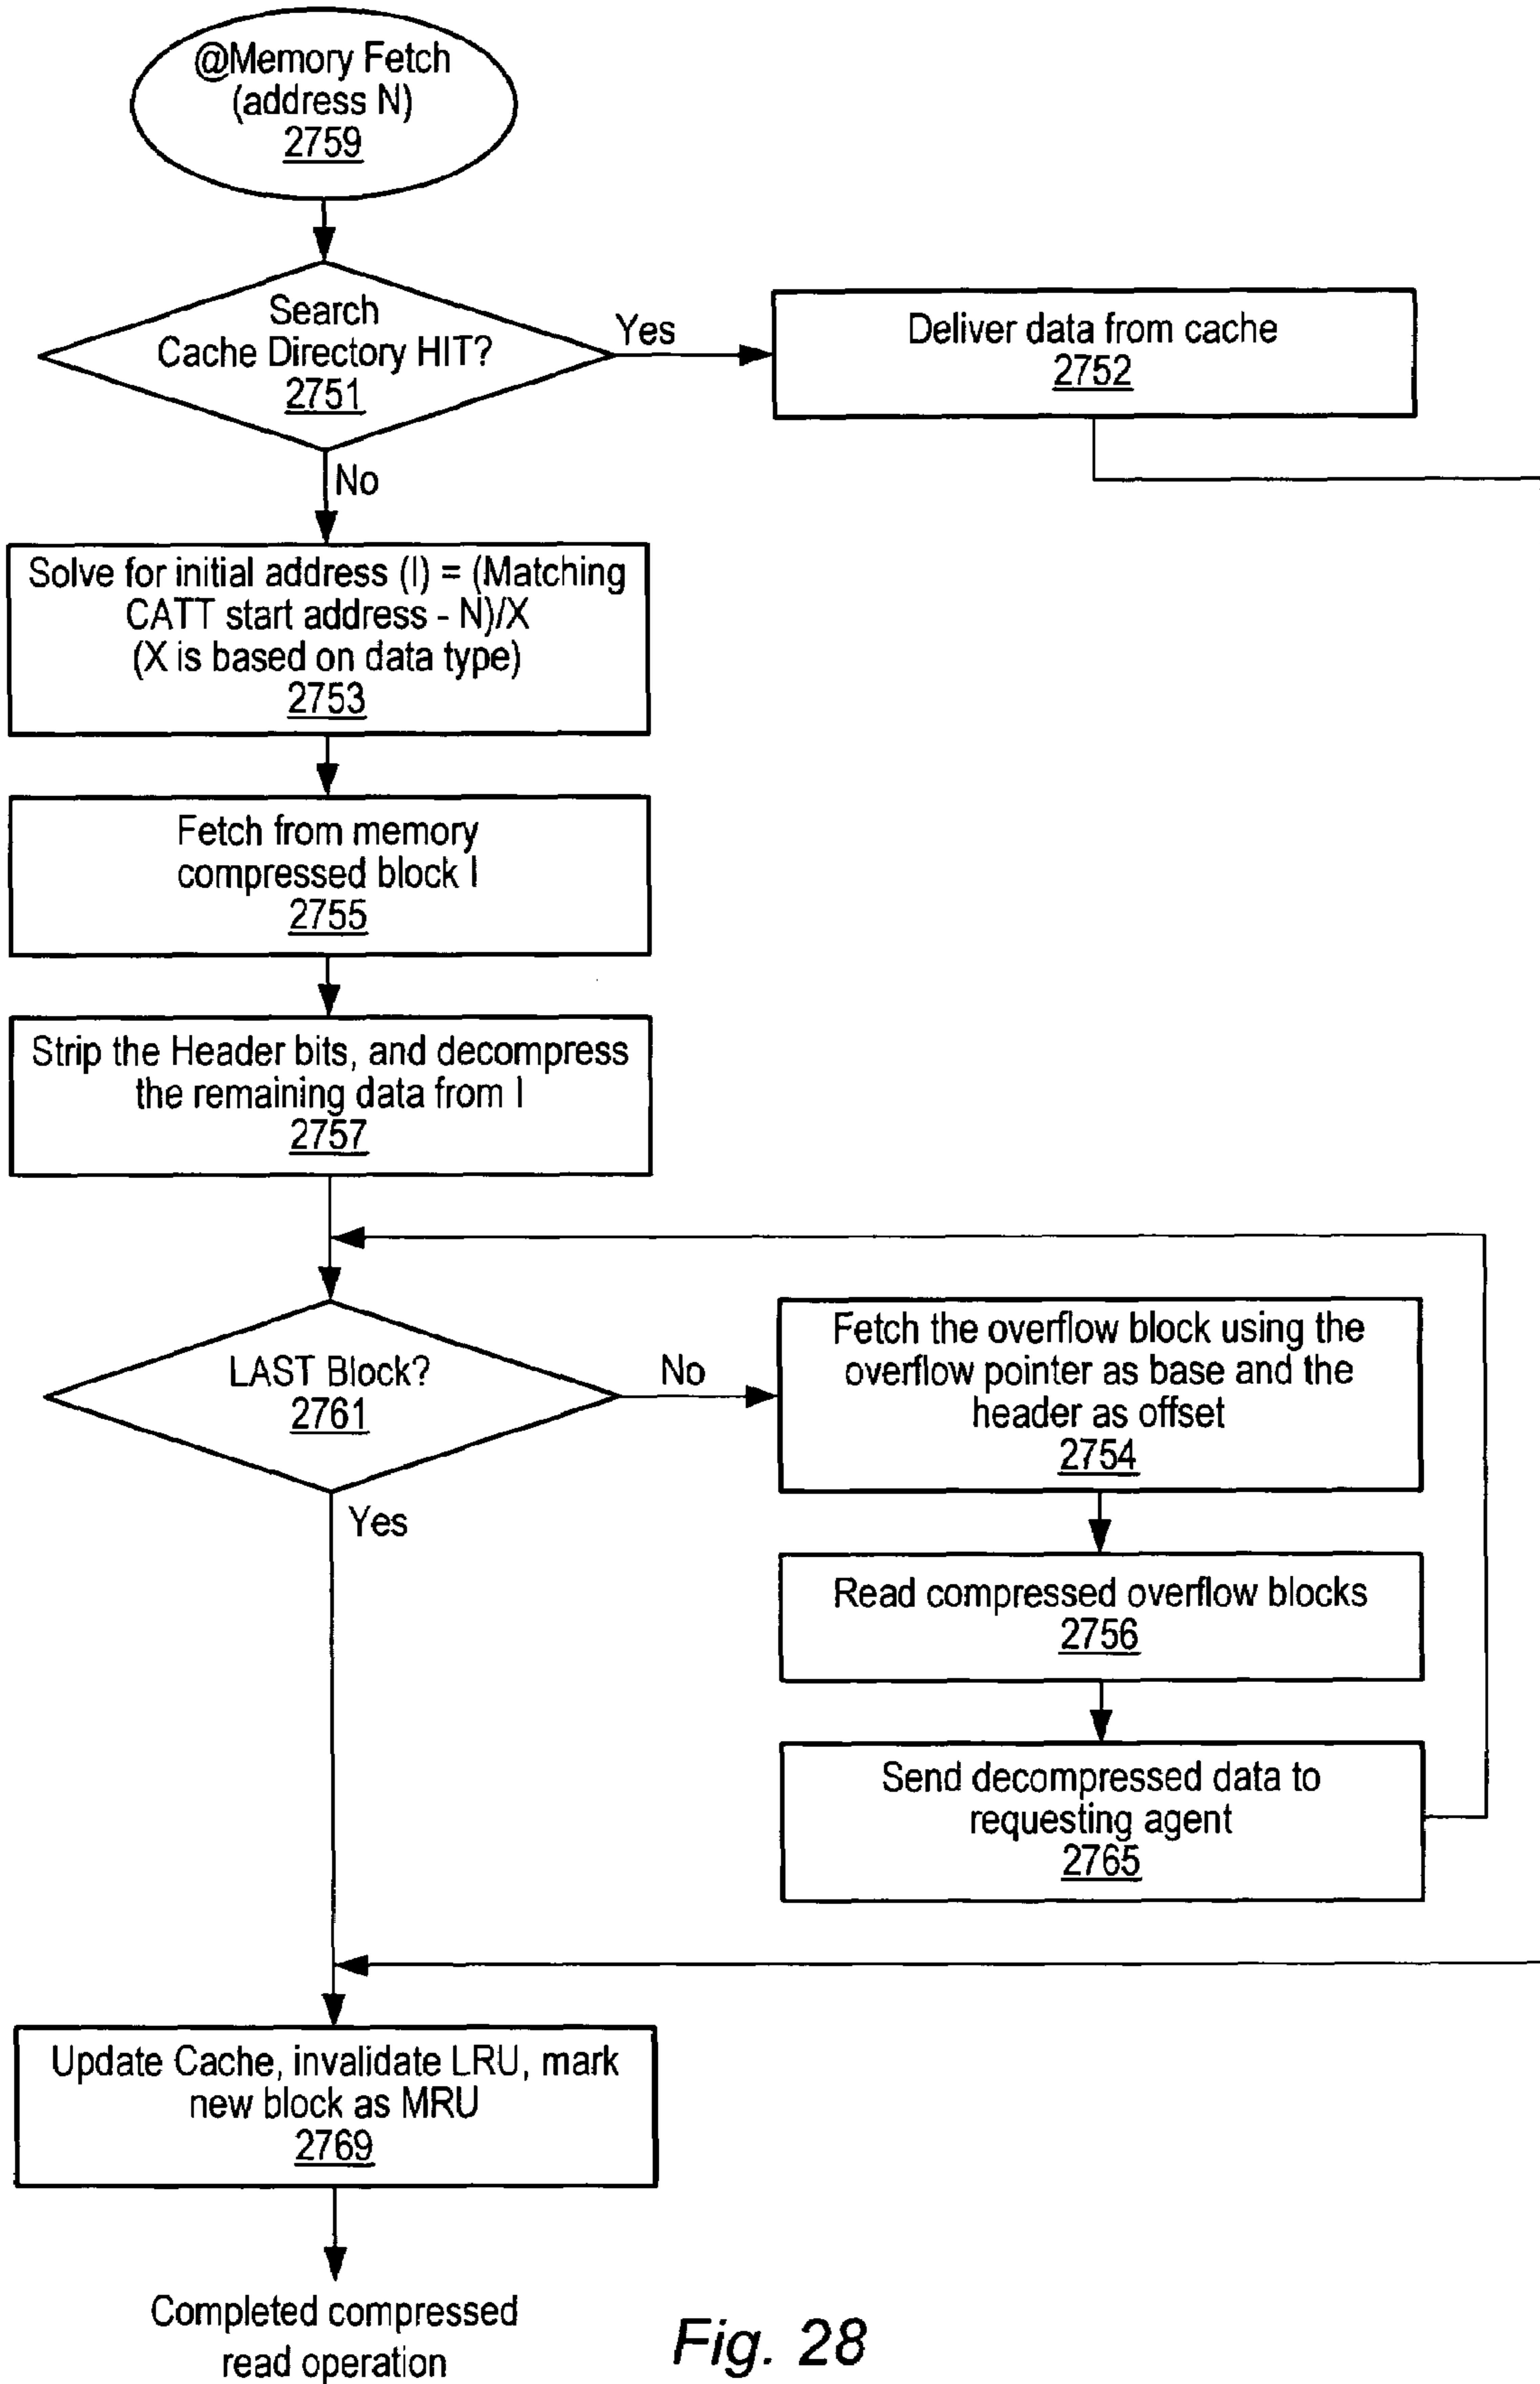 @Memory Fetch
(address N)
2759
Search
Cache Directory HIT?
2751
Yes
Deliver data from cache
2752
No
Solve for initial address (I) = (Matching
CATT start address - N)/X
(X is based on data type)
2753
Fetch from memory
compressed block I
2755
Strip the Header bits, and decompress
the remaining data from I
2757
LAST Block?
2761
No
Fetch the overflow block using the
overflow pointer as base and the
header as offset
2754
Yes
Read compressed overflow blocks
2756
Send decompressed data to
requesting agent
2765
Update Cache, invalidate LRU, mark
new block as MRU
2769
Completed compressed
read operation
Fig. 28